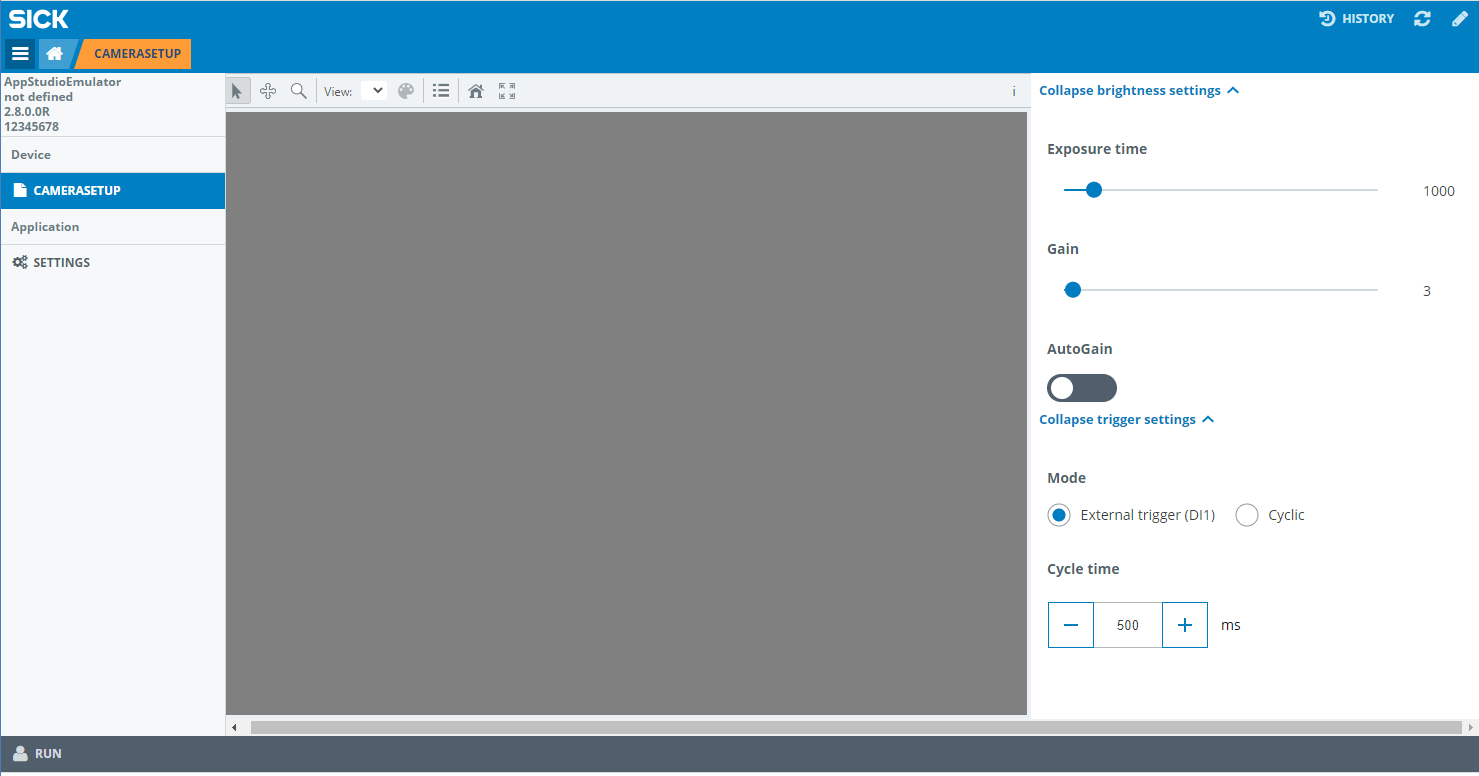 SICK
HISTORY
CAMERASETUP
AppStudioEmulator
not defined
2.8.0.0R
12345678
Device
CAMERASETUP
Application
SETTINGS
View:
i
Collapse brightness settings
Exposure time
1000
Gain
3
AutoGain
Collapse trigger settings
Mode
External trigger (DI1) Cyclic
Cycle time
500 ms
RUN